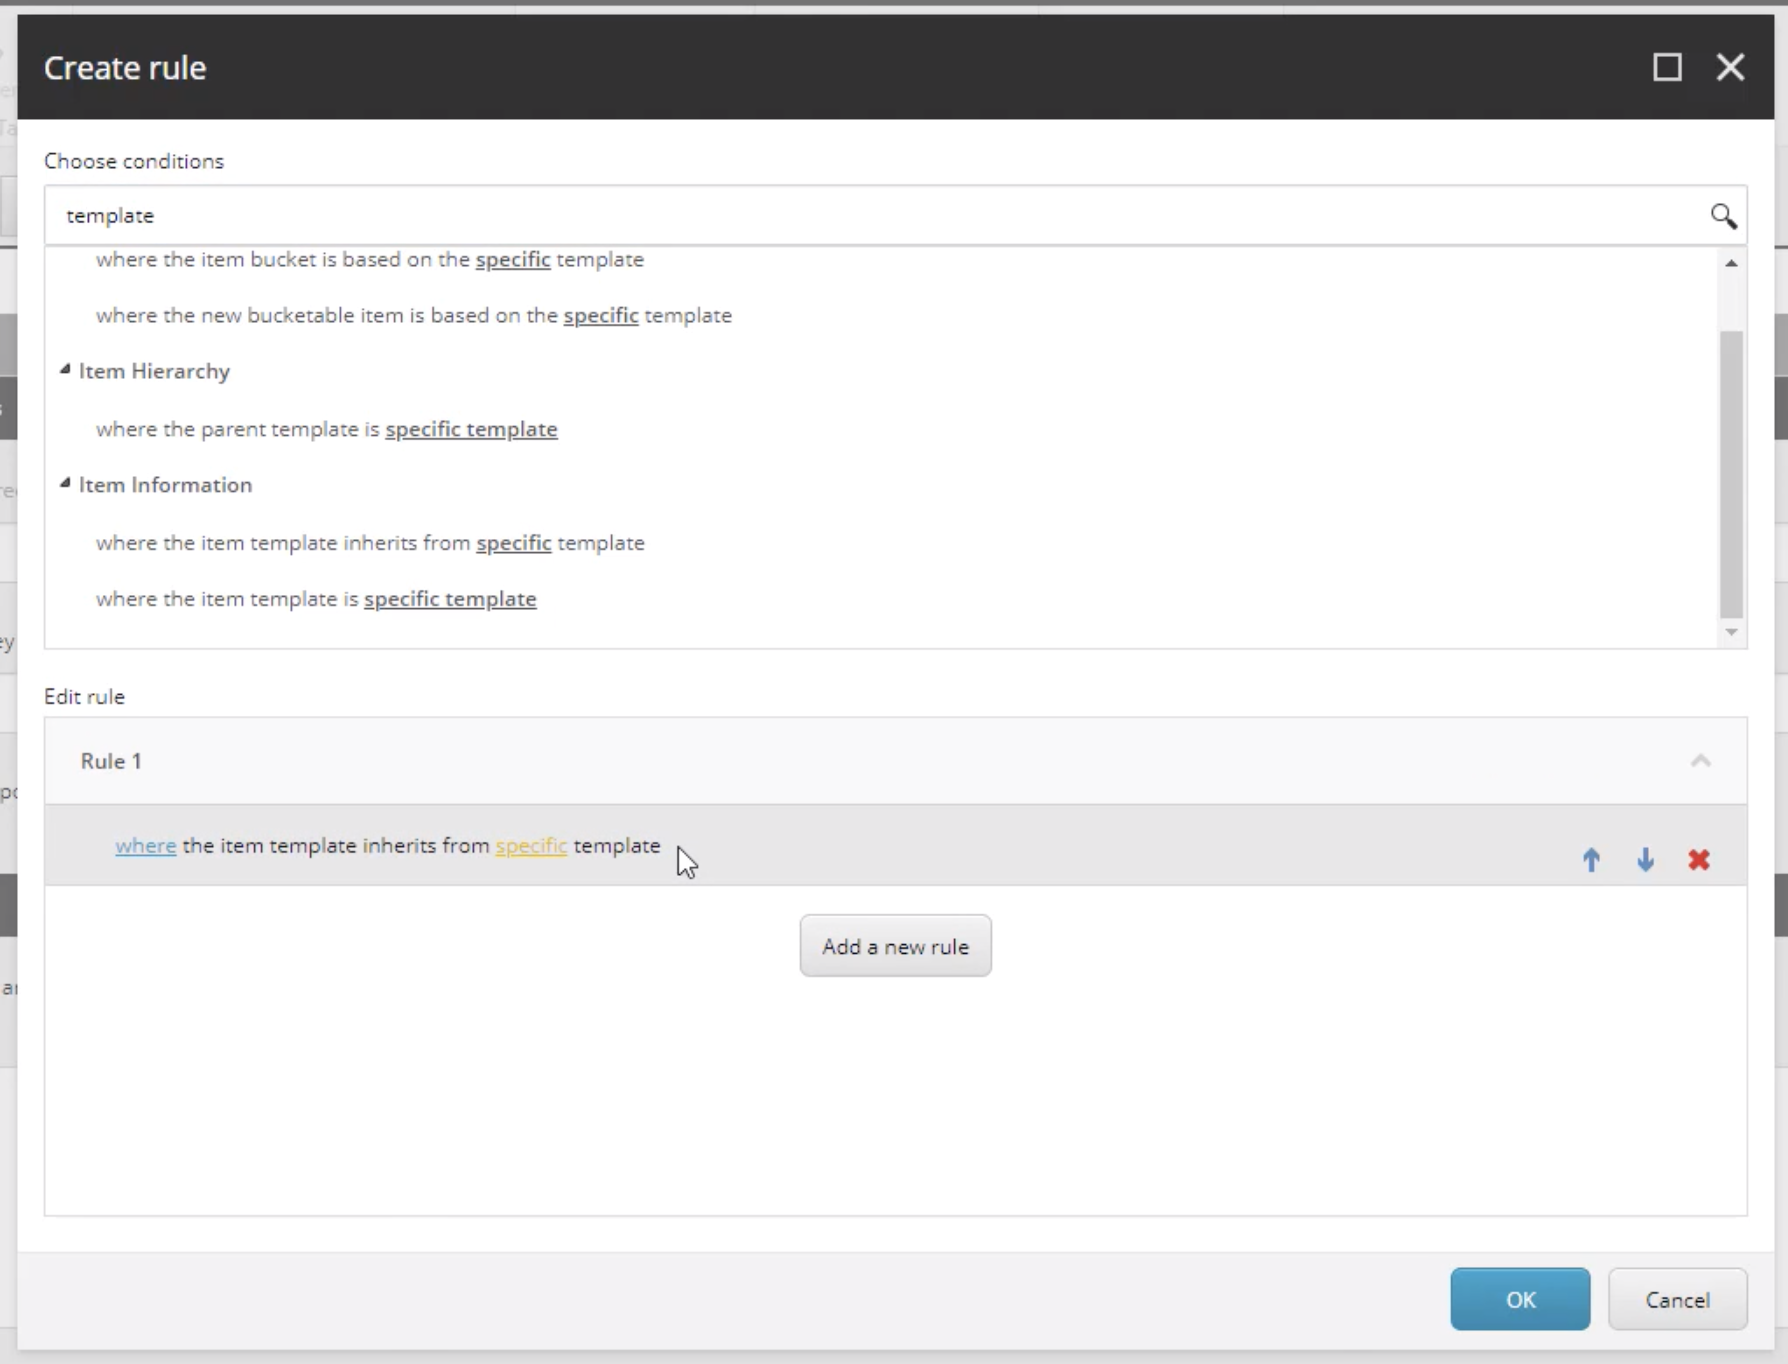 Create rule
Choose conditions
template
where the item bucket is based on the specific template
where the new bucketable item is based on the specific template
Item Hierarchy
where the parent template is specific template
Item Information
where the item template inherits from specific template
where the item template is specific template
Edit rule
Rule 1
where the item template inherits from specific template
Add a new rule
OK
Cancel